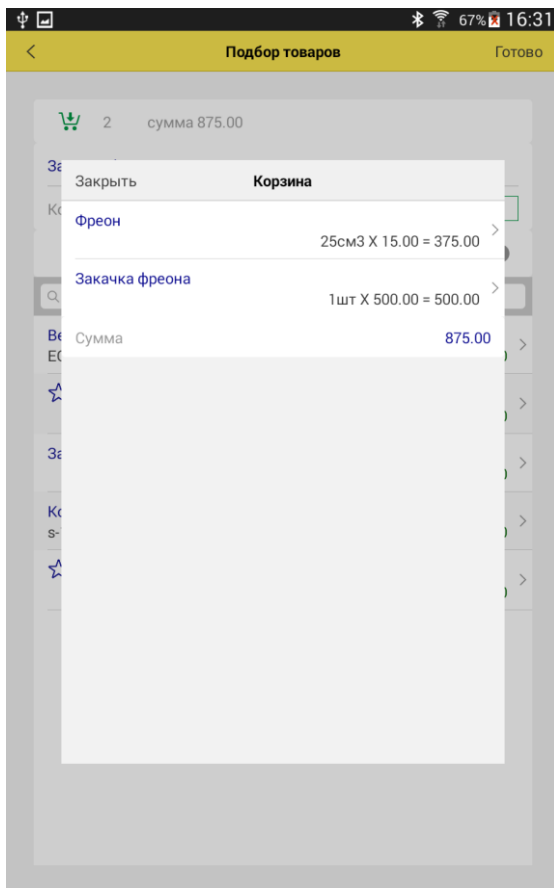 67% 16:31
Подбор товаров Готово
2 сумма 875.00
Закрыть Корзина
Фреон
25см3 X 15.00 = 375.00
Закачка фреона
1шт X 500.00 = 500.00
Сумма 875.00
s-